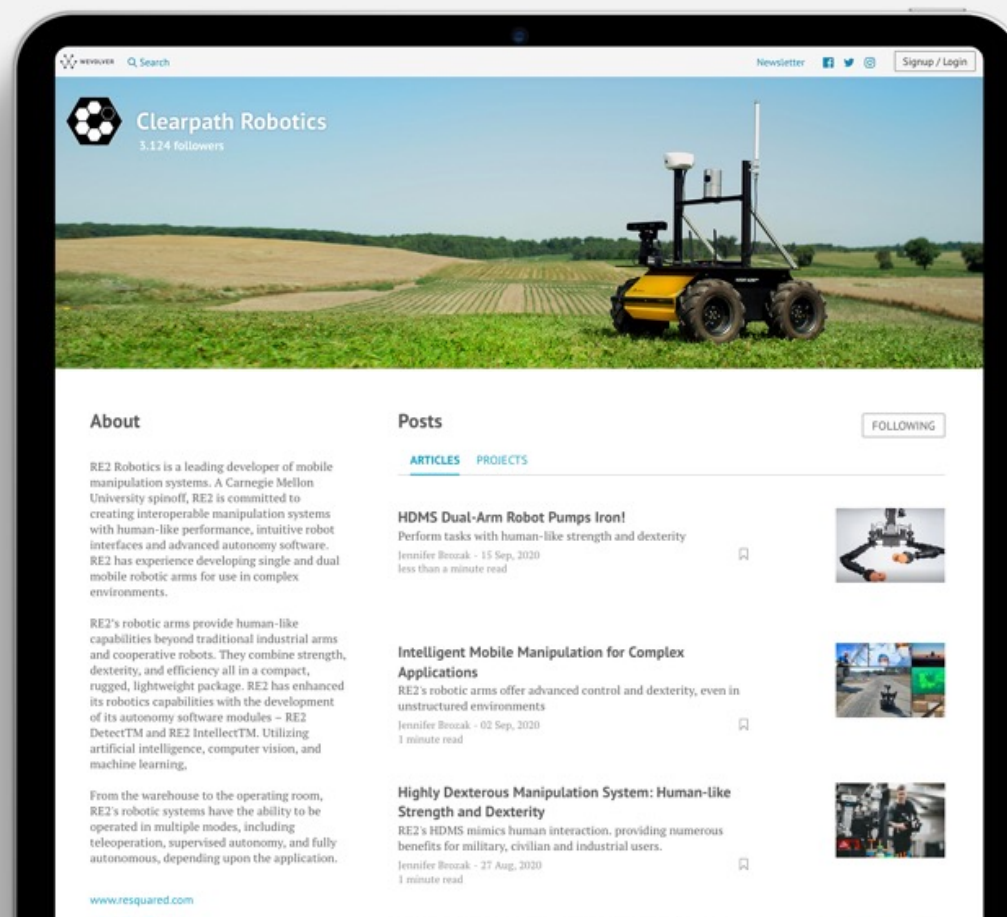 WEVOLVER Search Newsletter Signup / Login
Clearpath Robotics
3.124 followers
About
RE2 Robotics is a leading developer of mobile
manipulation systems. A Carnegie Mellon
University spinoff, RE2 is committed to
creating interoperable manipulation systems
with human-like performance, intuitive robot
interfaces and advanced autonomy software.
RE2 has experience developing single and dual
mobile robotic arms for use in complex
environments.
RE2's robotic arms provide human-like
capabilities beyond traditional industrial arms
and cooperative robots. They combine strength,
dexterity, and efficiency all in a compact,
rugged, lightweight package. RE2 has enhanced
its robotics capabilities with the development
of its autonomy software modules – RE2
DetectTM and RE2 IntellectTM. Utilizing
artificial intelligence, computer vision, and
machine learning,
From the warehouse to the operating room,
RE2's robotic systems have the ability to be
operated in multiple modes, including
teleoperation, supervised autonomy, and fully
autonomous, depending upon the application.
www.resquared.com
Posts
FOLLOWING
ARTICLES PROJECTS
HDMS Dual-Arm Robot Pumps Iron!
Perform tasks with human-like strength and dexterity
Jennifer Brozak - 15 Sep, 2020
less than a minute read
Intelligent Mobile Manipulation for Complex
Applications
RE2's robotic arms offer advanced control and dexterity, even in
unstructured environments
Jennifer Brozak - 02 Sep, 2020
1 minute read
Highly Dexterous Manipulation System: Human-like
Strength and Dexterity
RE2's HDMS mimics human interaction. providing numerous
benefits for military, civilian and industrial users.
Jennifer Brozak - 27 Aug, 2020
1 minute read